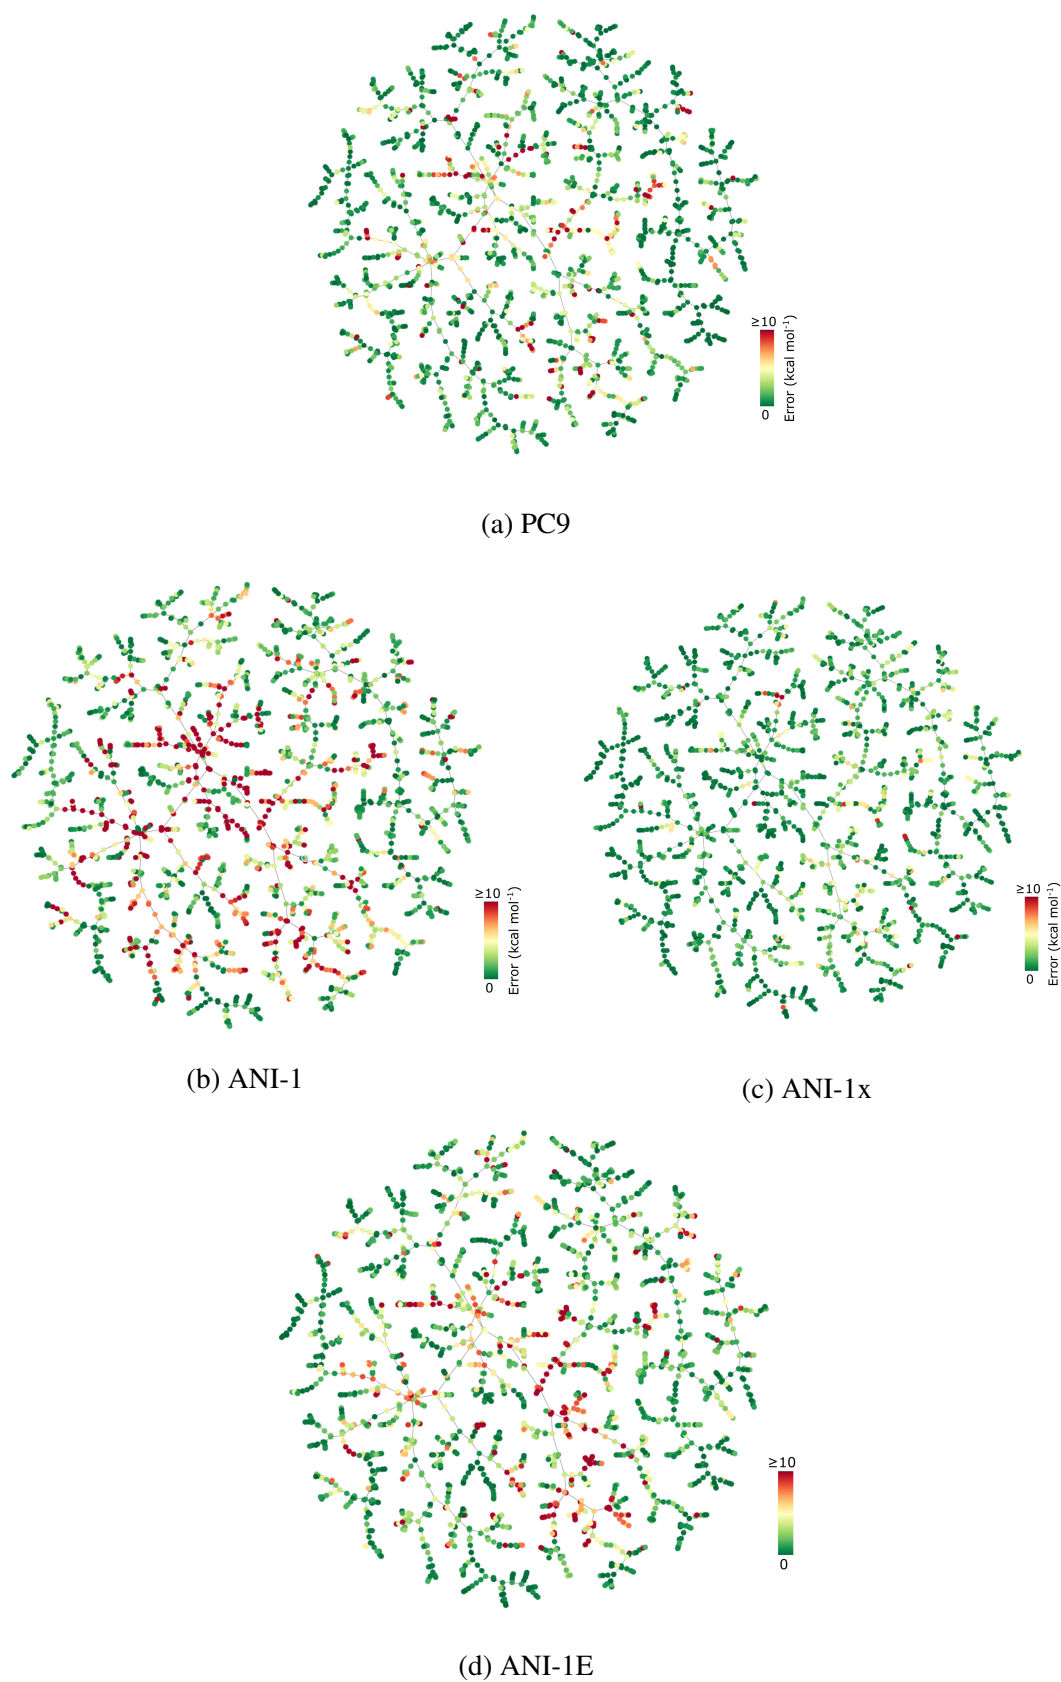 ≥10
Error (kcal mol⁻¹)
0
(a) PC9
≥10
Error (kcal mol⁻¹)
0
≥10
Error (kcal mol⁻¹)
0
(b) ANI-1
(c) ANI-1x
≥10
0
(d) ANI-1E